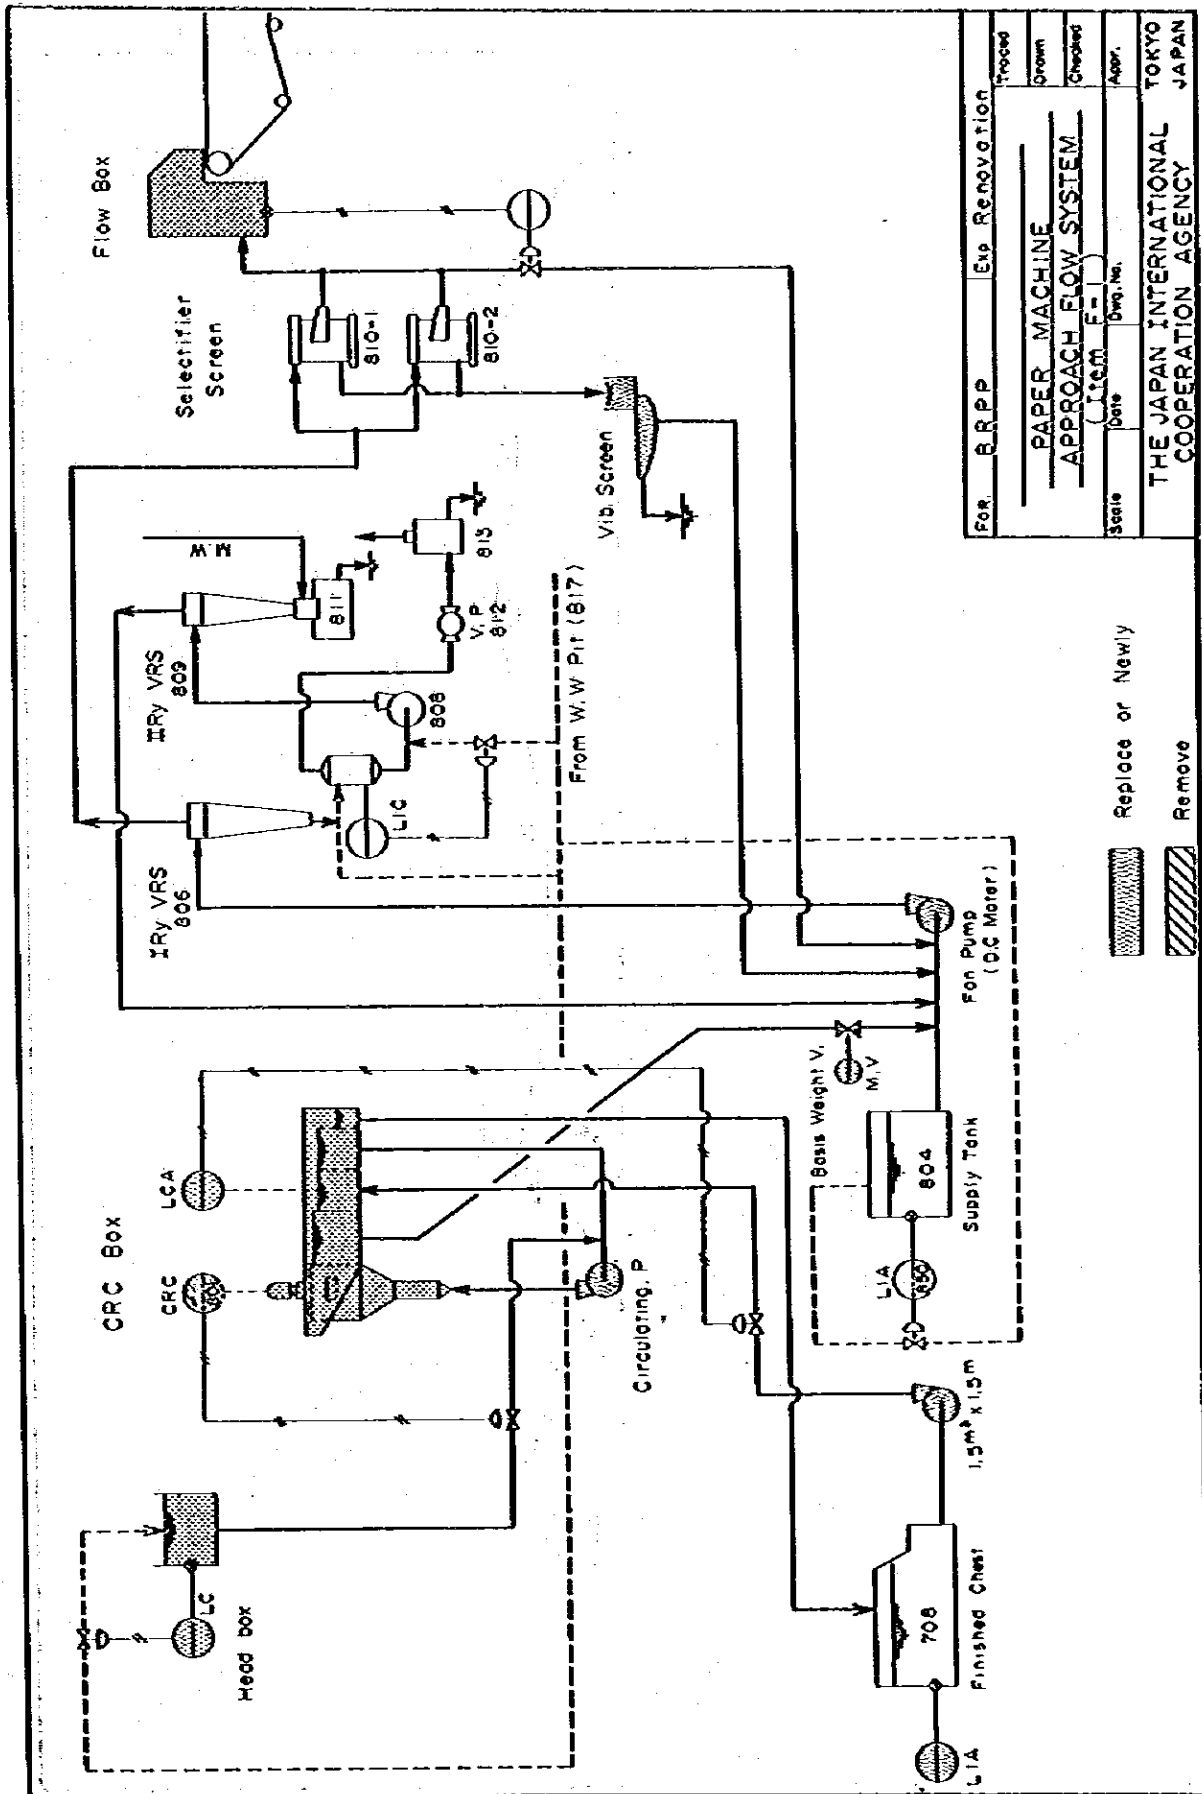 Flow Box
Selectifier
Screen
810-1
810-2
M.W
IIRy VRS
809
811
813
V.P
812
808
LIC
IRy VRS
806
Vib. Screen
From W.W Pit (817)
CRC Box
LCA
CRC
LC
Head box
Circulating. P
Basis Weight V.
M.V
Fan Pump
(D.C Motor)
804
Supply Tank
LIA
850
1.5m³ x 1.5m
708
Finished Chest
LIA
Replace or Newly
Remove
For. B R P P
Exp Renovation
PAPER MACHINE
APPROACH FLOW SYSTEM
(Item F-1)
Traced
Drawn
Checked
Appr.
Scale
Date
Dwg. No.
THE JAPAN INTERNATIONAL
COOPERATION AGENCY
TOKYO
JAPAN